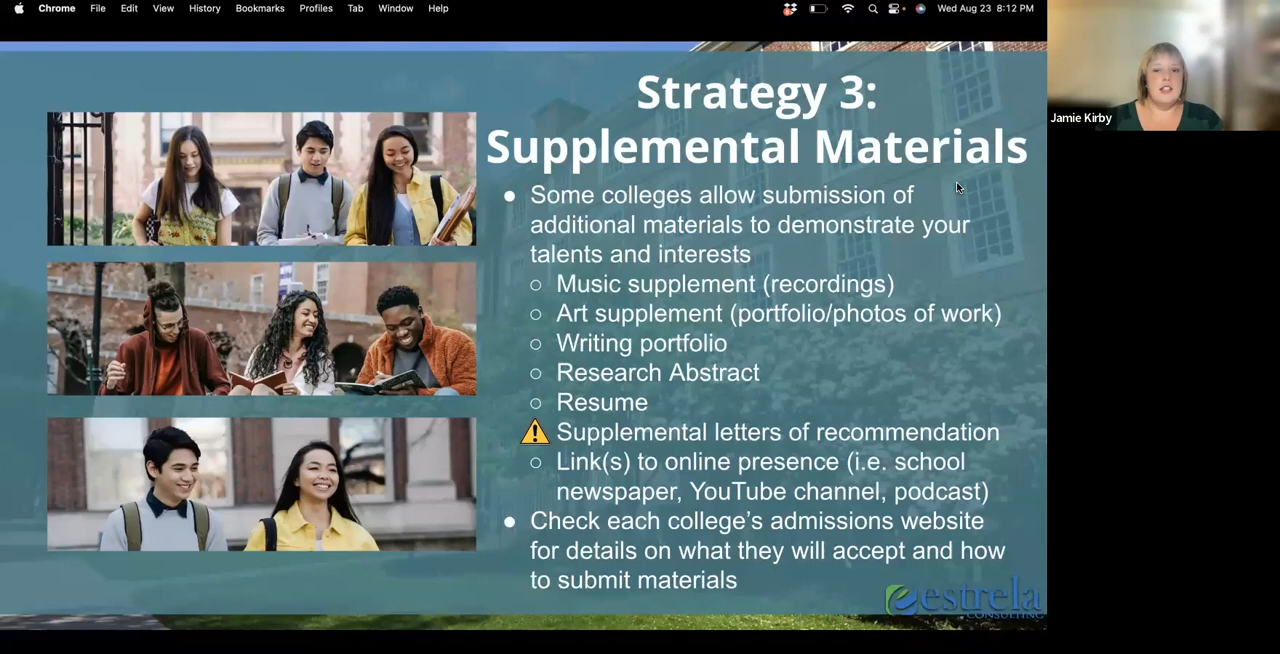 Chrome File Edit View History Bookmarks Profiles Tab Window Help Wed Aug 23 8:12 PM
Strategy 3:
Supplemental Materials
Jamie Kirby
● Some colleges allow submission of
additional materials to demonstrate your
talents and interests
○ Music supplement (recordings)
○ Art supplement (portfolio/photos of work)
○ Writing portfolio
○ Research Abstract
○ Resume
⚠ Supplemental letters of recommendation
○ Link(s) to online presence (i.e. school
newspaper, YouTube channel, podcast)
● Check each college’s admissions website
for details on what they will accept and how
to submit materials
estrela
CONSULTING